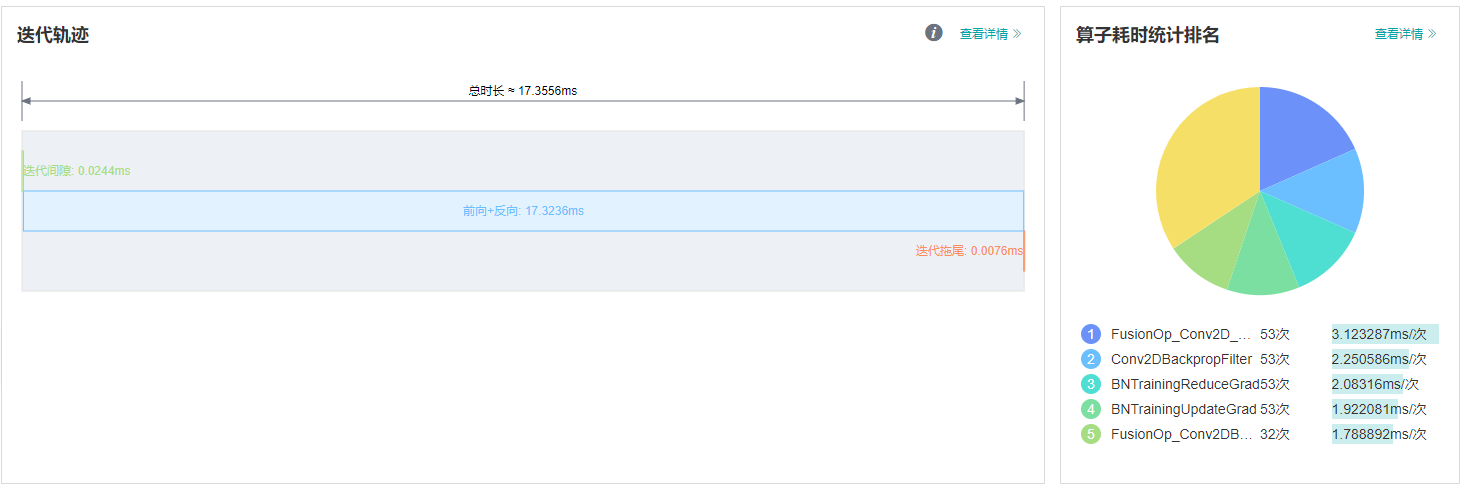 迭代轨迹
i 查看详情
总时长 ≈ 17.3556ms
迭代间隙: 0.0244ms
前向+反向: 17.3236ms
迭代拖尾: 0.0076ms
算子耗时统计排名
查看详情
1 FusionOp_Conv2D_... 53次 3.123287ms/次
2 Conv2DBackpropFilter 53次 2.250586ms/次
3 BNTrainingReduceGrad 53次 2.08316ms/次
4 BNTrainingUpdateGrad 53次 1.922081ms/次
5 FusionOp_Conv2DB... 32次 1.788892ms/次